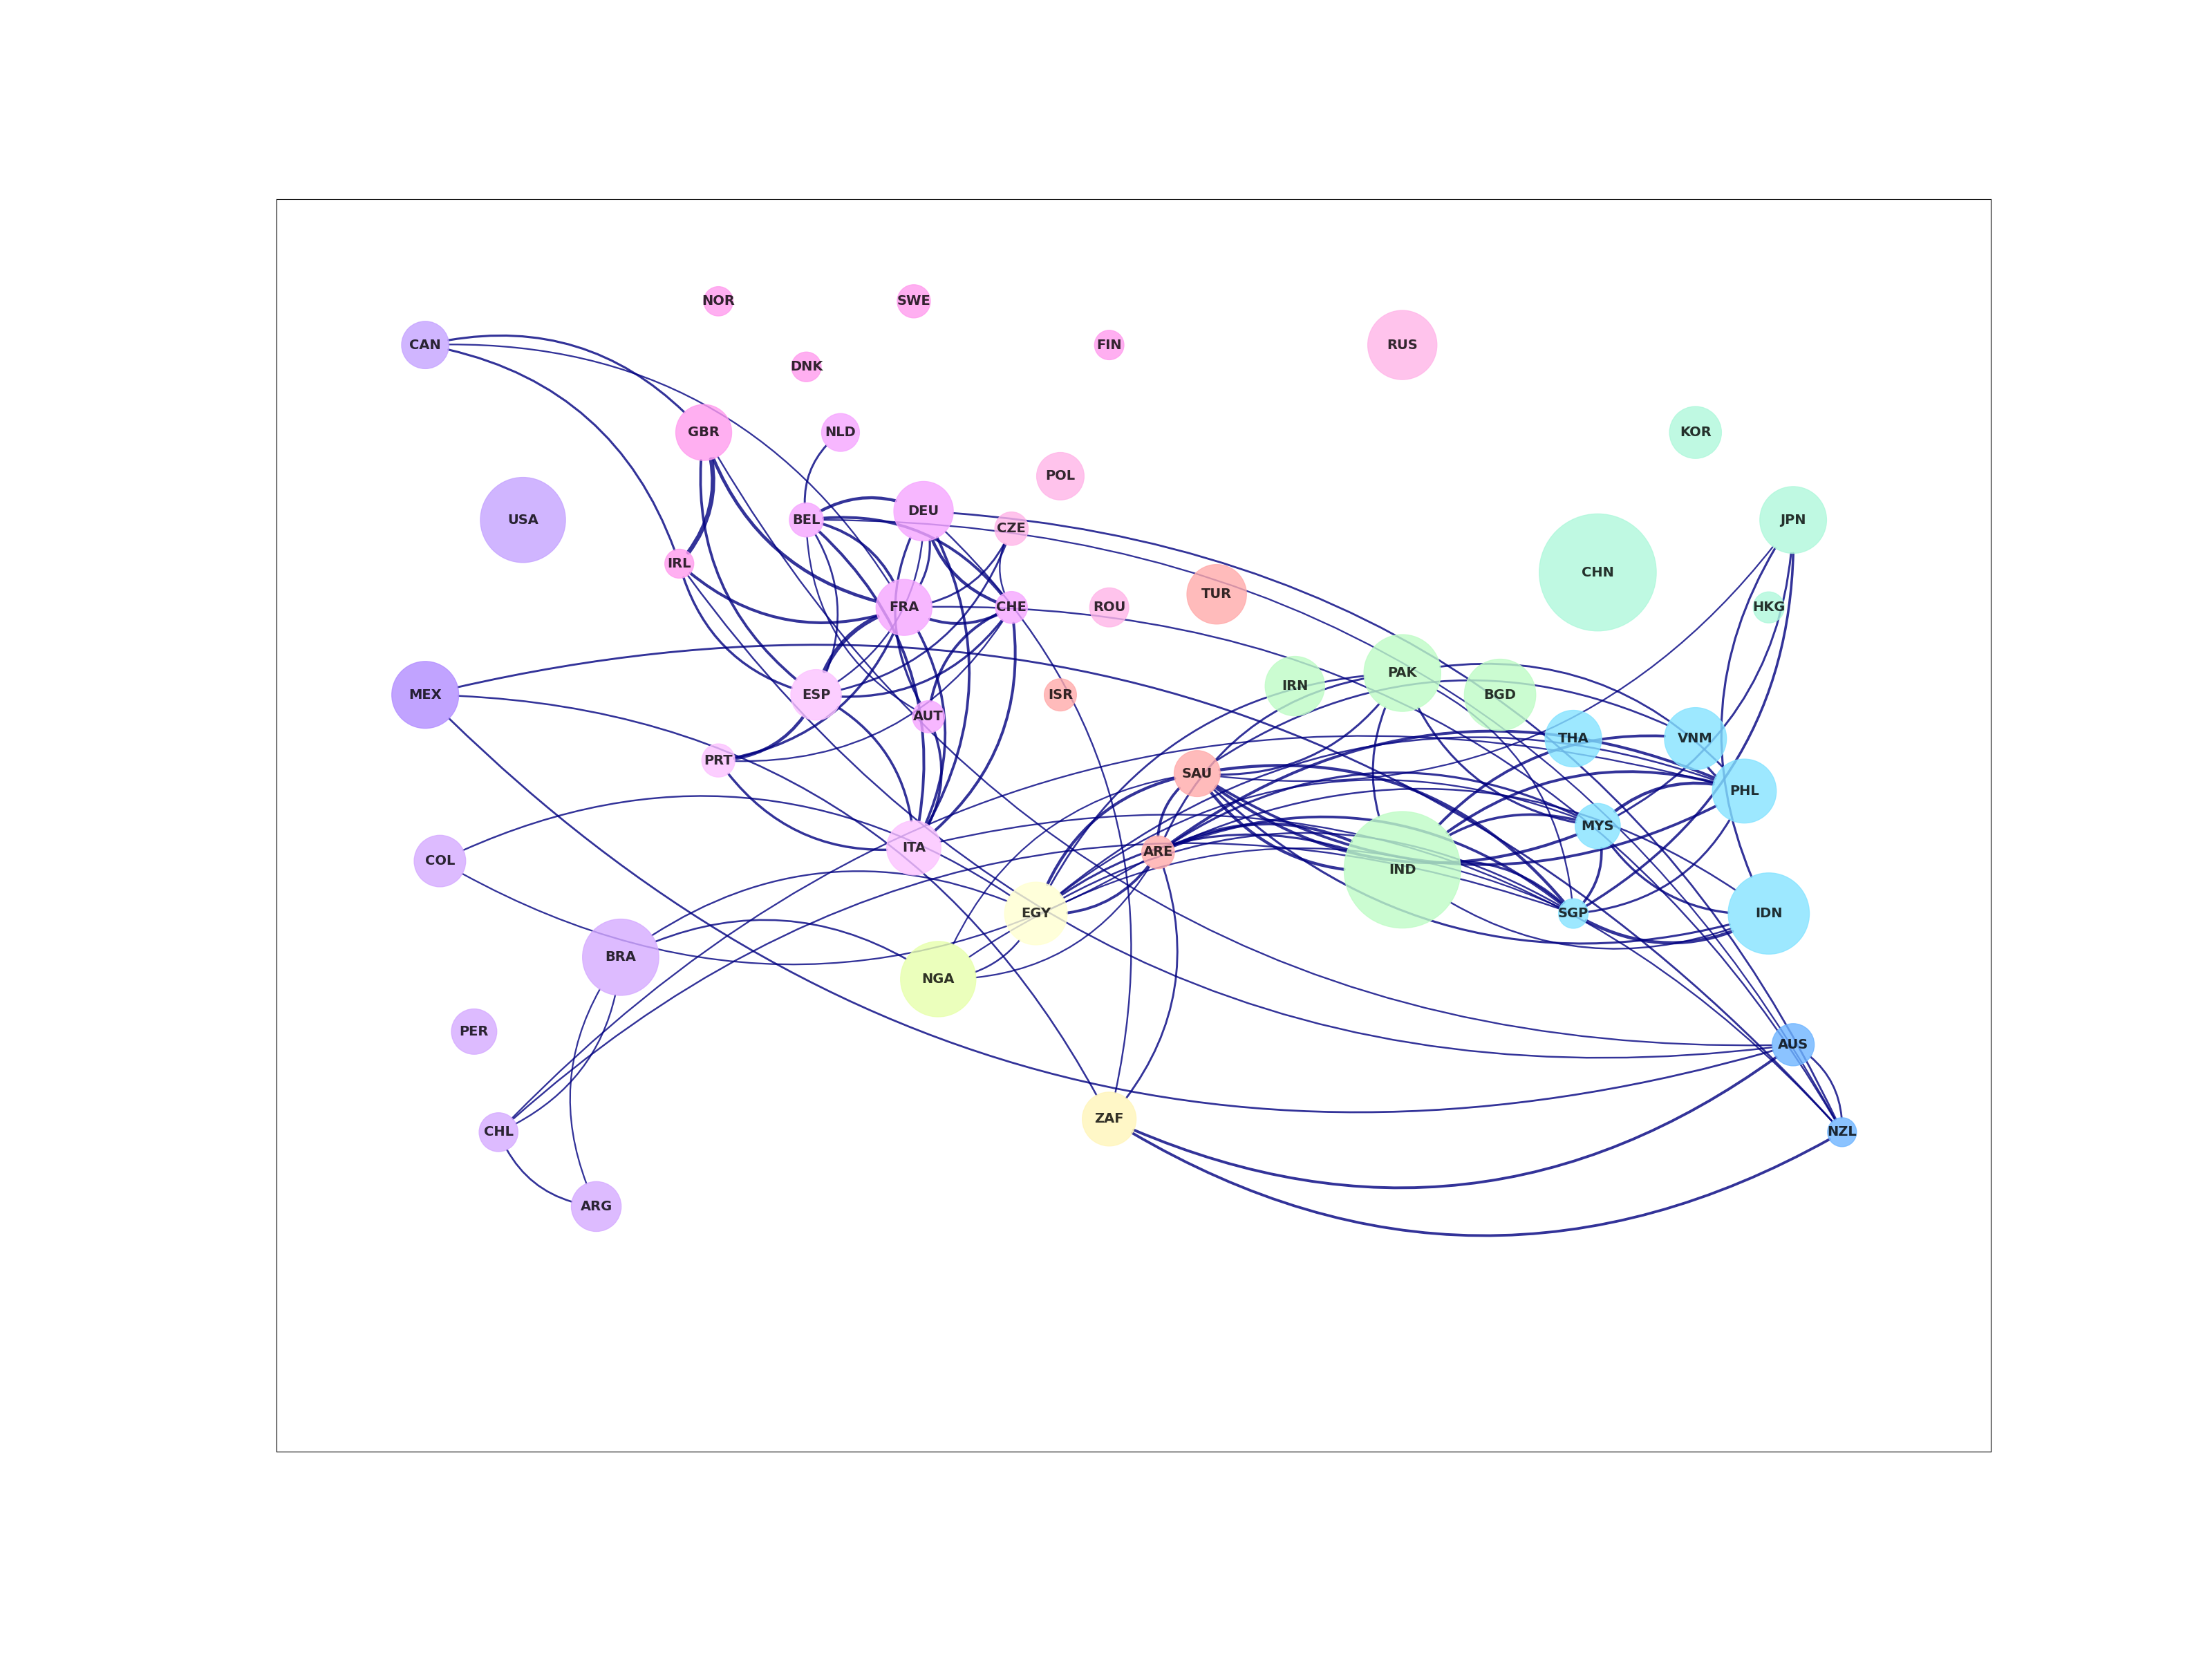 NOR
SWE
CAN
FIN
RUS
DNK
GBR
NLD
KOR
POL
DEU
USA
BEL
JPN
CZE
IRL
CHN
TUR
FRA
CHE
ROU
HKG
PAK
IRN
MEX
ESP
ISR
BGD
AUT
THA
VNM
PRT
SAU
PHL
MYS
ITA
ARE
COL
IND
EGY
SGP
IDN
BRA
NGA
PER
AUS
ZAF
CHL
NZL
ARG